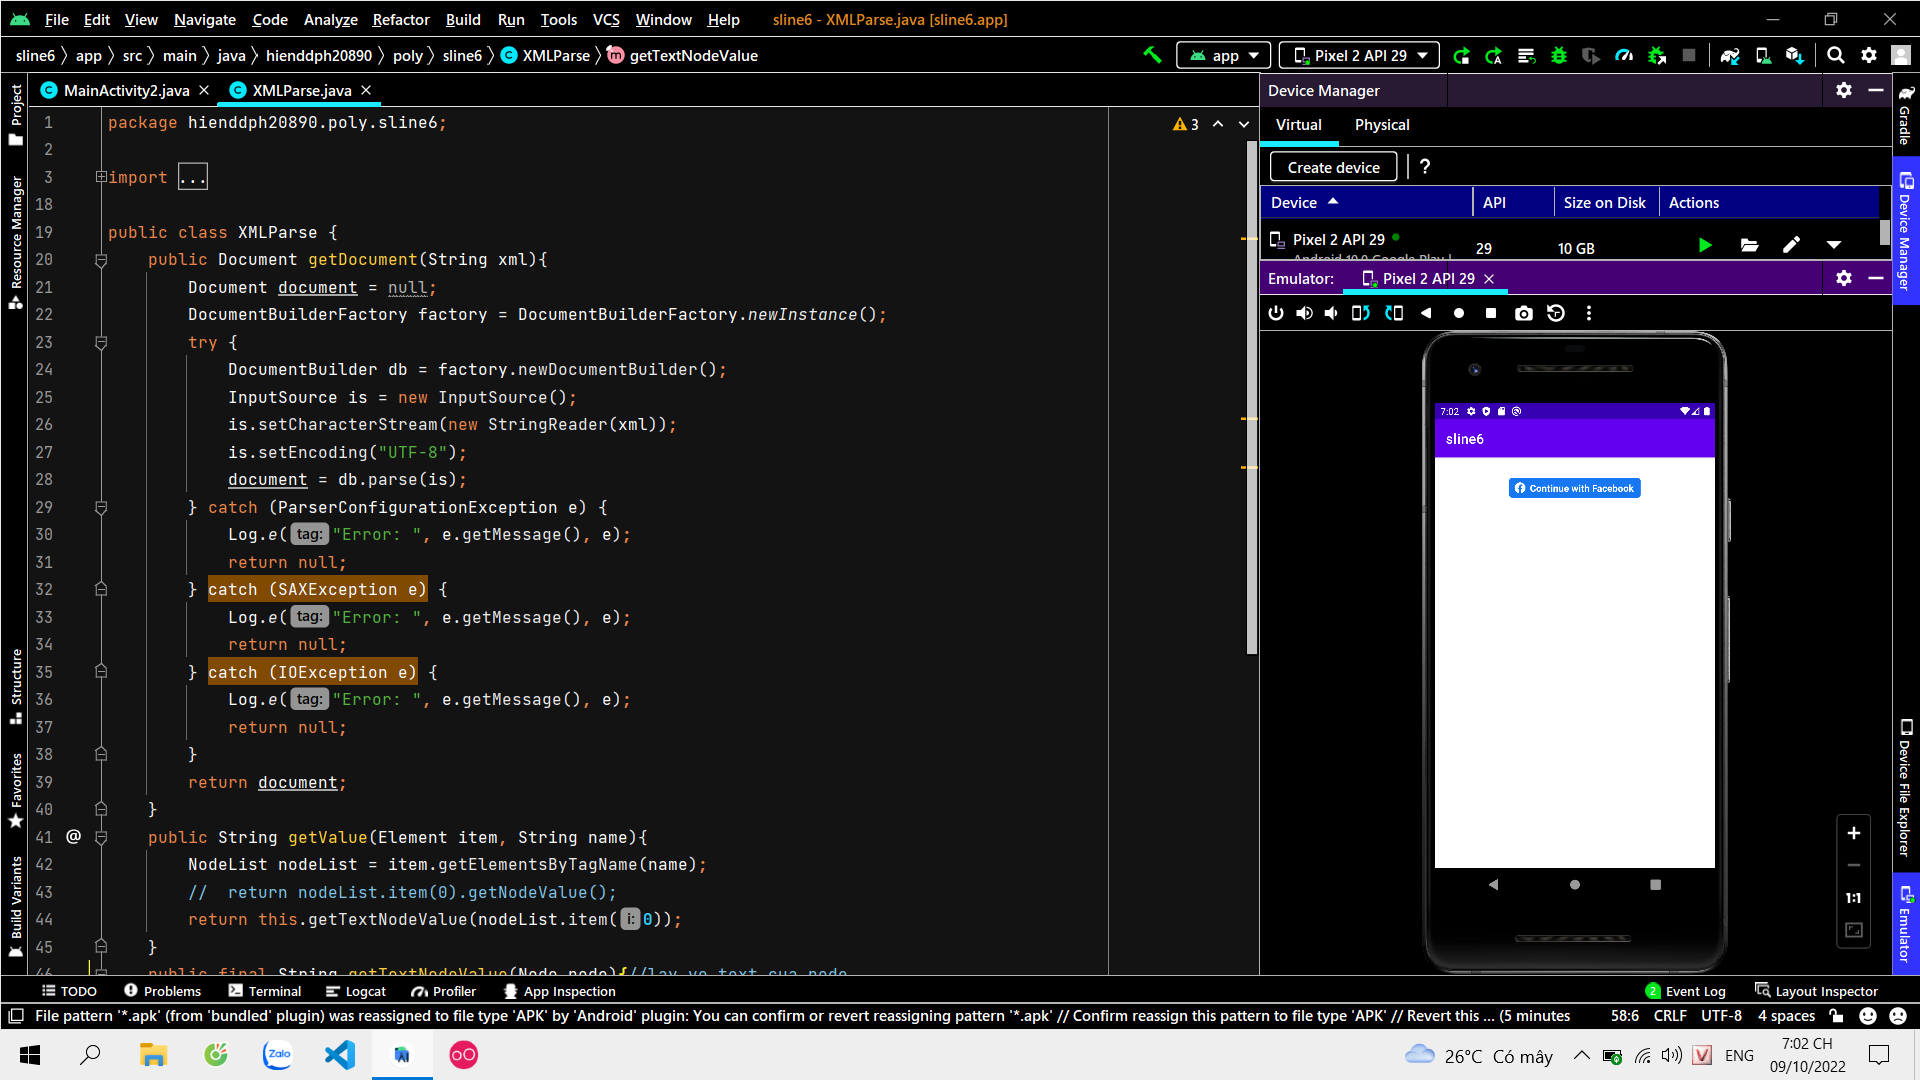 File Edit View Navigate Code Analyze Refactor Build Run Tools VCS Window Help sline6 - XMLParse.java [sline6.app]
sline6 app src main java hienddph20890 poly sline6 XMLParse getTextNodeValue app Pixel 2 API 29
MainActivity2.java XMLParse.java
Project
Resource Manager
Structure
Favorites
Build Variants
1 package hienddph20890.poly.sline6;
2
3 import ...
18
19 public class XMLParse {
20 public Document getDocument(String xml){
21 Document document = null;
22 DocumentBuilderFactory factory = DocumentBuilderFactory.newInstance();
23 try {
24 DocumentBuilder db = factory.newDocumentBuilder();
25 InputSource is = new InputSource();
26 is.setCharacterStream(new StringReader(xml));
27 is.setEncoding("UTF-8");
28 document = db.parse(is);
29 } catch (ParserConfigurationException e) {
30 Log.e( tag: "Error: ", e.getMessage(), e);
31 return null;
32 } catch (SAXException e) {
33 Log.e( tag: "Error: ", e.getMessage(), e);
34 return null;
35 } catch (IOException e) {
36 Log.e( tag: "Error: ", e.getMessage(), e);
37 return null;
38 }
39 return document;
40 }
41 @ public String getValue(Element item, String name){
42 NodeList nodeList = item.getElementsByTagName(name);
43 // return nodeList.item(0).getNodeValue();
44 return this.getTextNodeValue(nodeList.item( i: 0));
45 }
46 public final String getTextNodeValue(Node node){//lay ve text cua node
3
Device Manager
Virtual Physical
Create device ?
Device API Size on Disk Actions
Pixel 2 API 29 29 10 GB
Android 10.0 Google Play |
Emulator: Pixel 2 API 29
7:02
sline6
Continue with Facebook
1:1
Gradle
Device Manager
Device File Explorer
Emulator
TODO Problems Terminal Logcat Profiler App Inspection 2 Event Log Layout Inspector
File pattern '*.apk' (from 'bundled' plugin) was reassigned to file type 'APK' by 'Android' plugin: You can confirm or revert reassigning pattern '*.apk' // Confirm reassign this pattern to file type 'APK' // Revert this ... (5 minutes 58:6 CRLF UTF-8 4 spaces
Zalo 26°C Có mây ENG 7:02 CH
09/10/2022